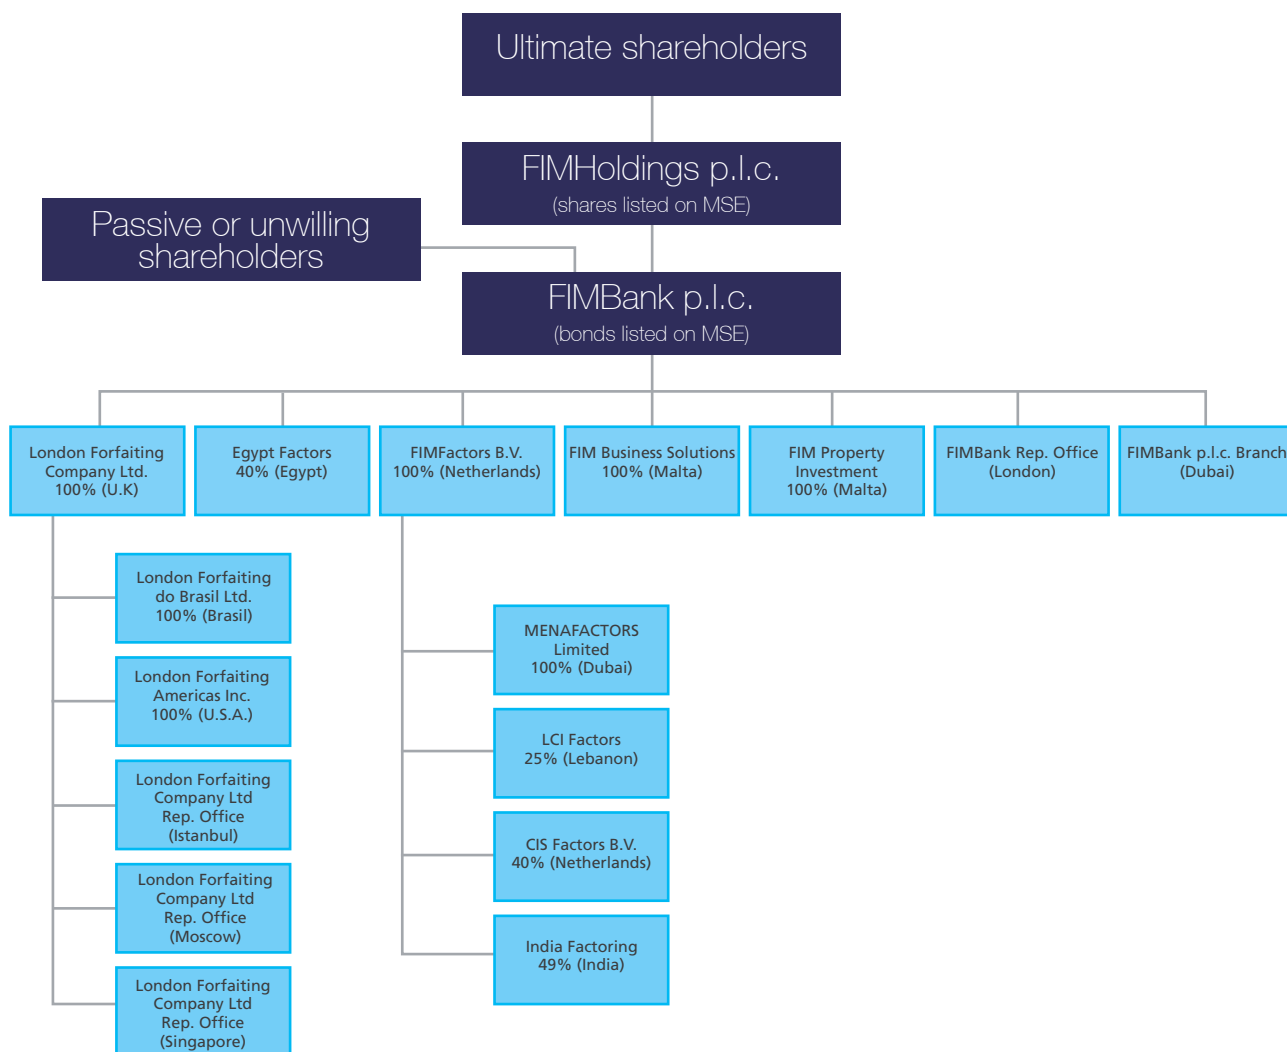 Ultimate shareholders
FIMHoldings p.l.c.
(shares listed on MSE)
Passive or unwilling
shareholders
FIMBank p.l.c.
(bonds listed on MSE)
London Forfaiting
Company Ltd.
100% (U.K)
Egypt Factors
40% (Egypt)
FIMFactors B.V.
100% (Netherlands)
FIM Business Solutions
100% (Malta)
FIM Property
Investment
100% (Malta)
FIMBank Rep. Office
(London)
FIMBank p.l.c. Branch
(Dubai)
London Forfaiting
do Brasil Ltd.
100% (Brasil)
London Forfaiting
Americas Inc.
100% (U.S.A.)
London Forfaiting
Company Ltd
Rep. Office
(Istanbul)
London Forfaiting
Company Ltd
Rep. Office
(Moscow)
London Forfaiting
Company Ltd
Rep. Office
(Singapore)
MENAFACTORS
Limited
100% (Dubai)
LCI Factors
25% (Lebanon)
CIS Factors B.V.
40% (Netherlands)
India Factoring
49% (India)